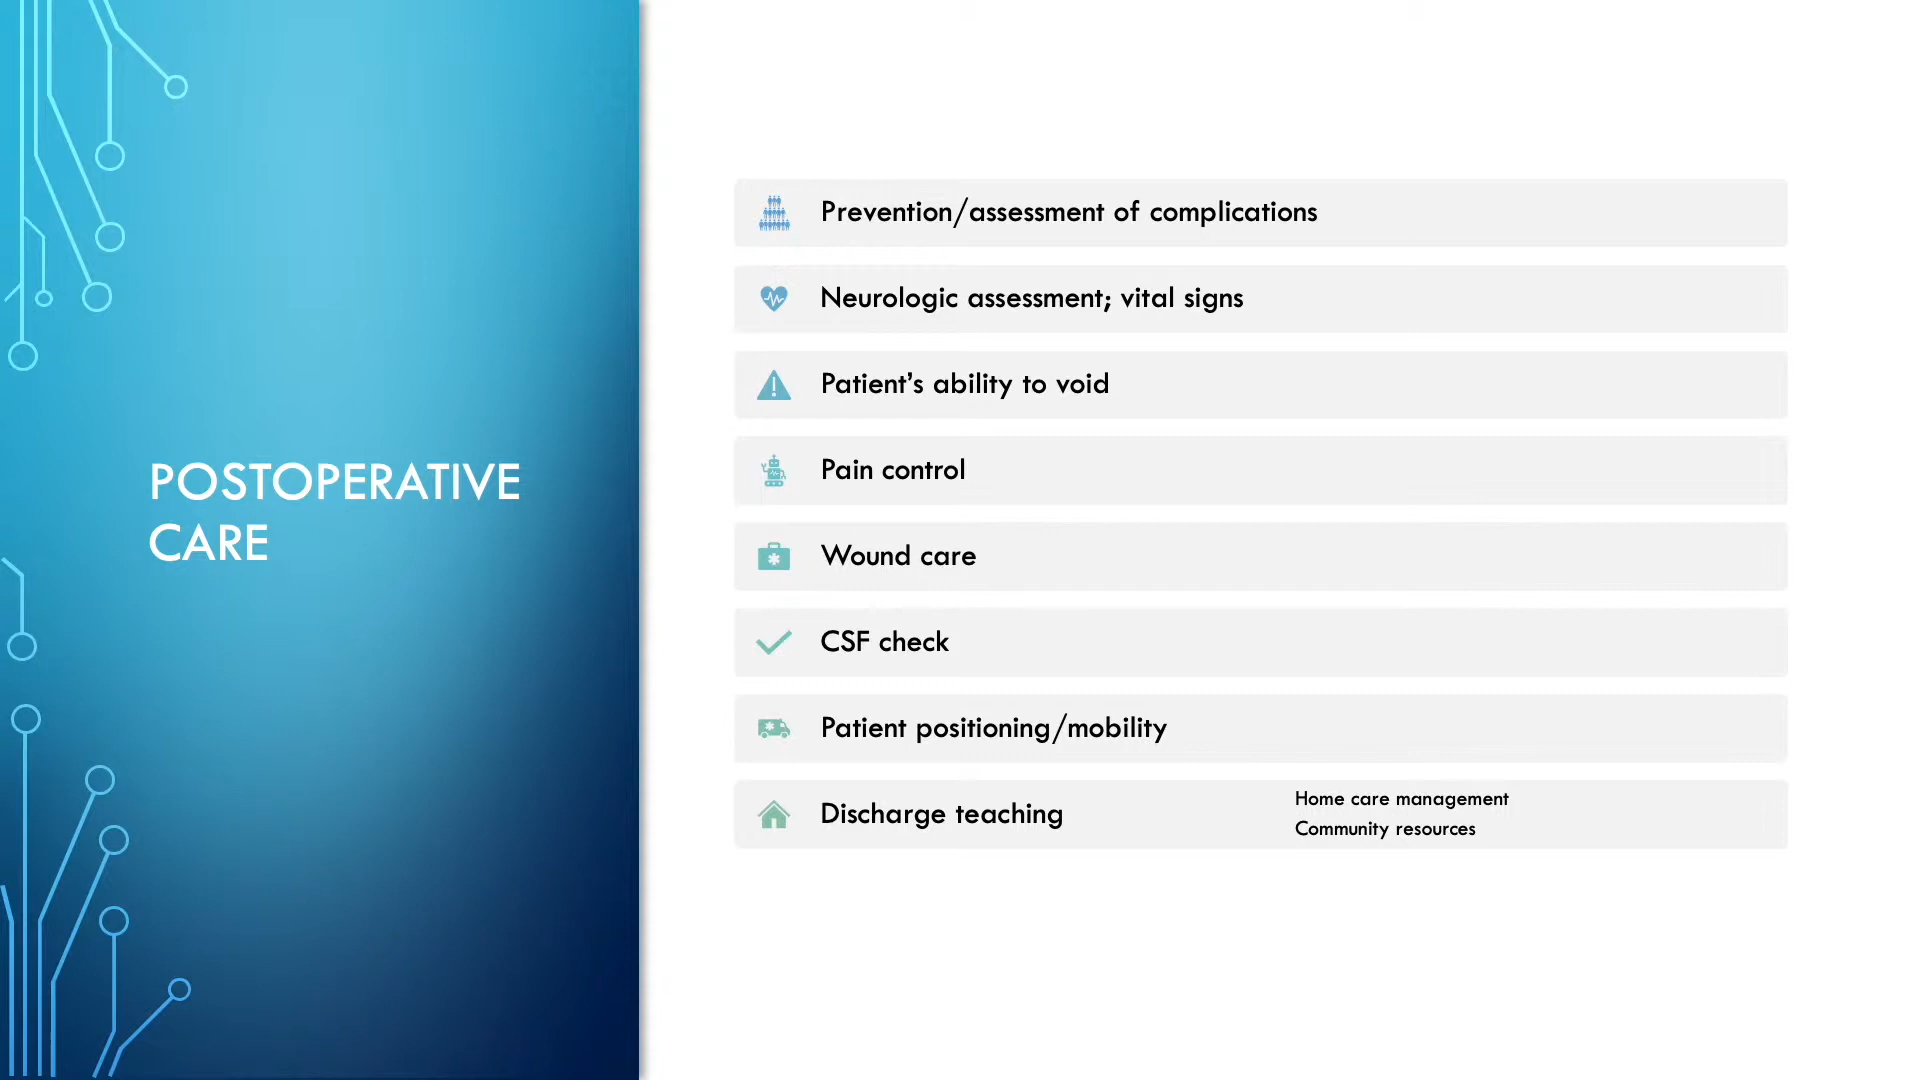 POSTOPERATIVE
CARE
Prevention/assessment of complications
Neurologic assessment; vital signs
Patient’s ability to void
Pain control
Wound care
CSF check
Patient positioning/mobility
Discharge teaching
Home care management
Community resources